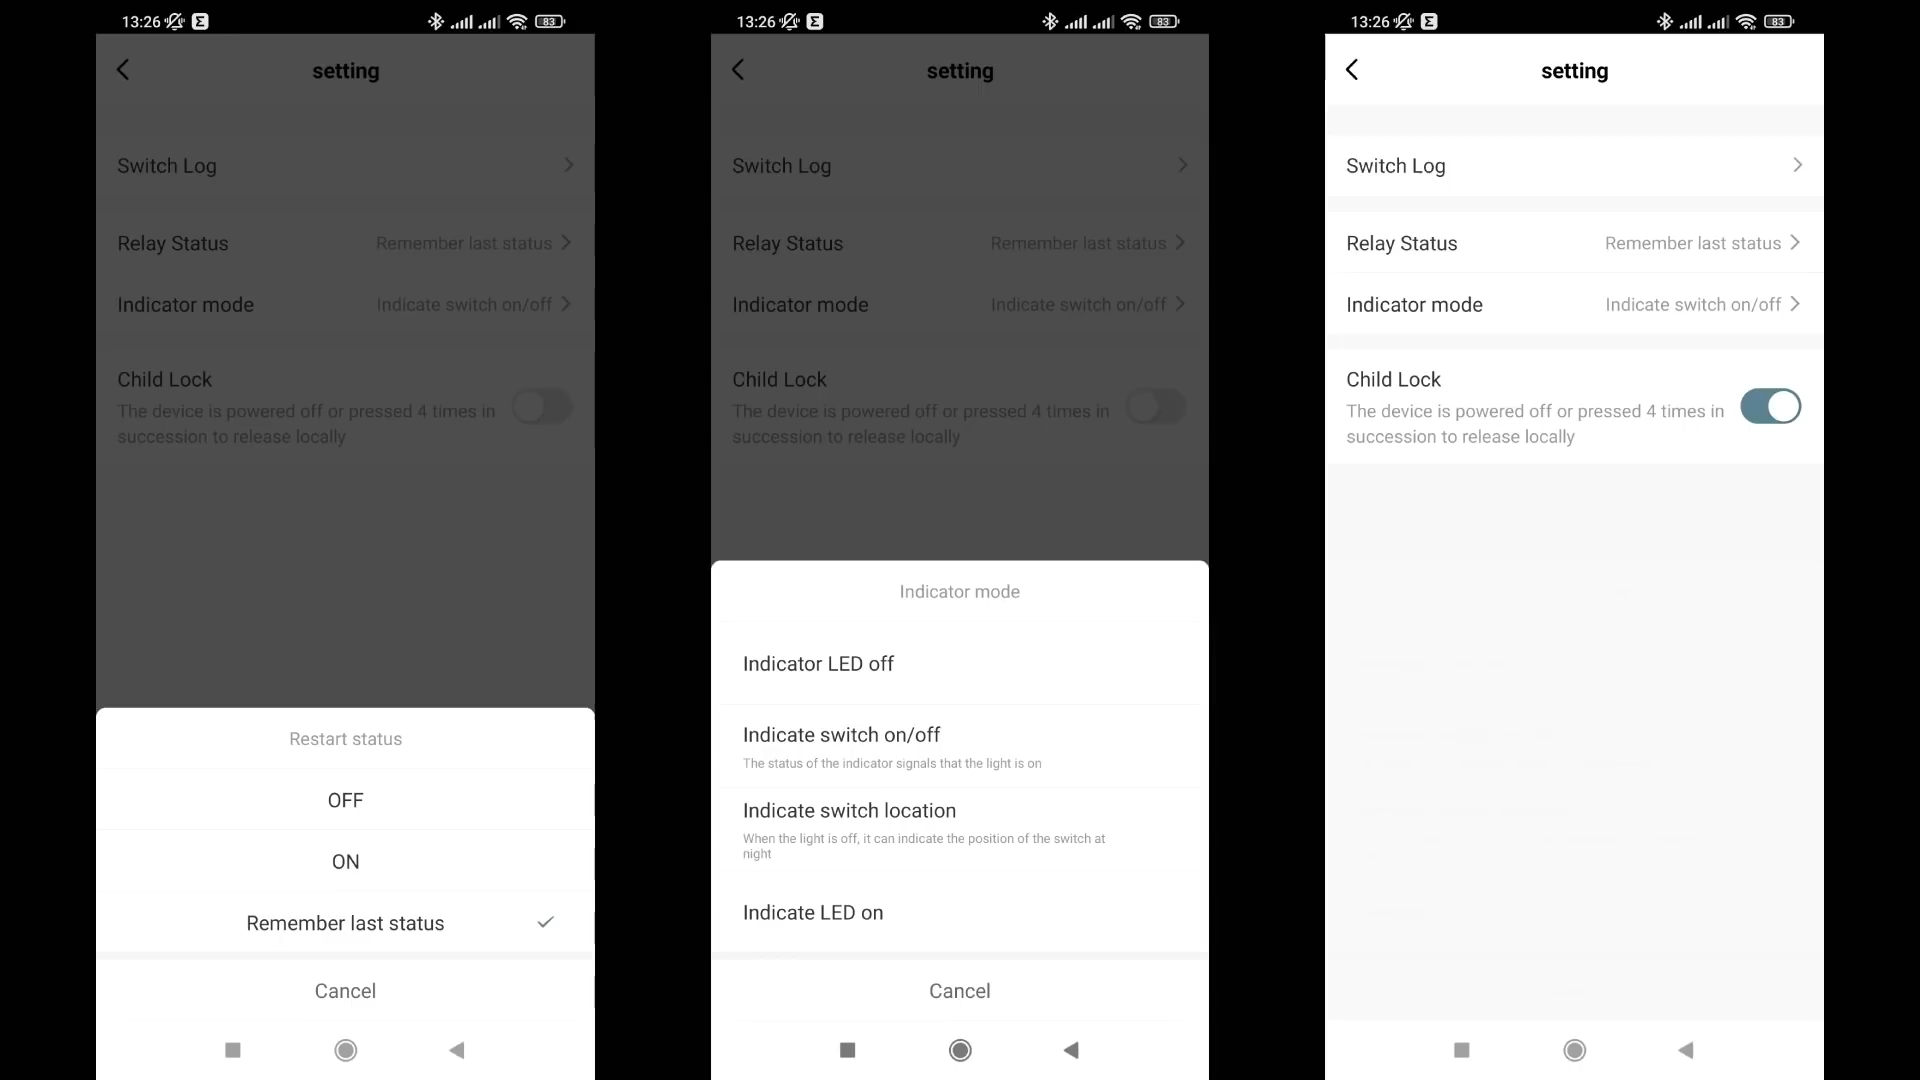 13:26
83
setting
Switch Log
Relay Status
Remember last status
Indicator mode
Indicate switch on/off
Child Lock
The device is powered off or pressed 4 times in
succession to release locally
Restart status
OFF
ON
Remember last status
Cancel
13:26
83
setting
Switch Log
Relay Status
Remember last status
Indicator mode
Indicate switch on/off
Child Lock
The device is powered off or pressed 4 times in
succession to release locally
Indicator mode
Indicator LED off
Indicate switch on/off
The status of the indicator signals that the light is on
Indicate switch location
When the light is off, it can indicate the position of the switch at
night
Indicate LED on
Cancel
13:26
83
setting
Switch Log
Relay Status
Remember last status
Indicator mode
Indicate switch on/off
Child Lock
The device is powered off or pressed 4 times in
succession to release locally